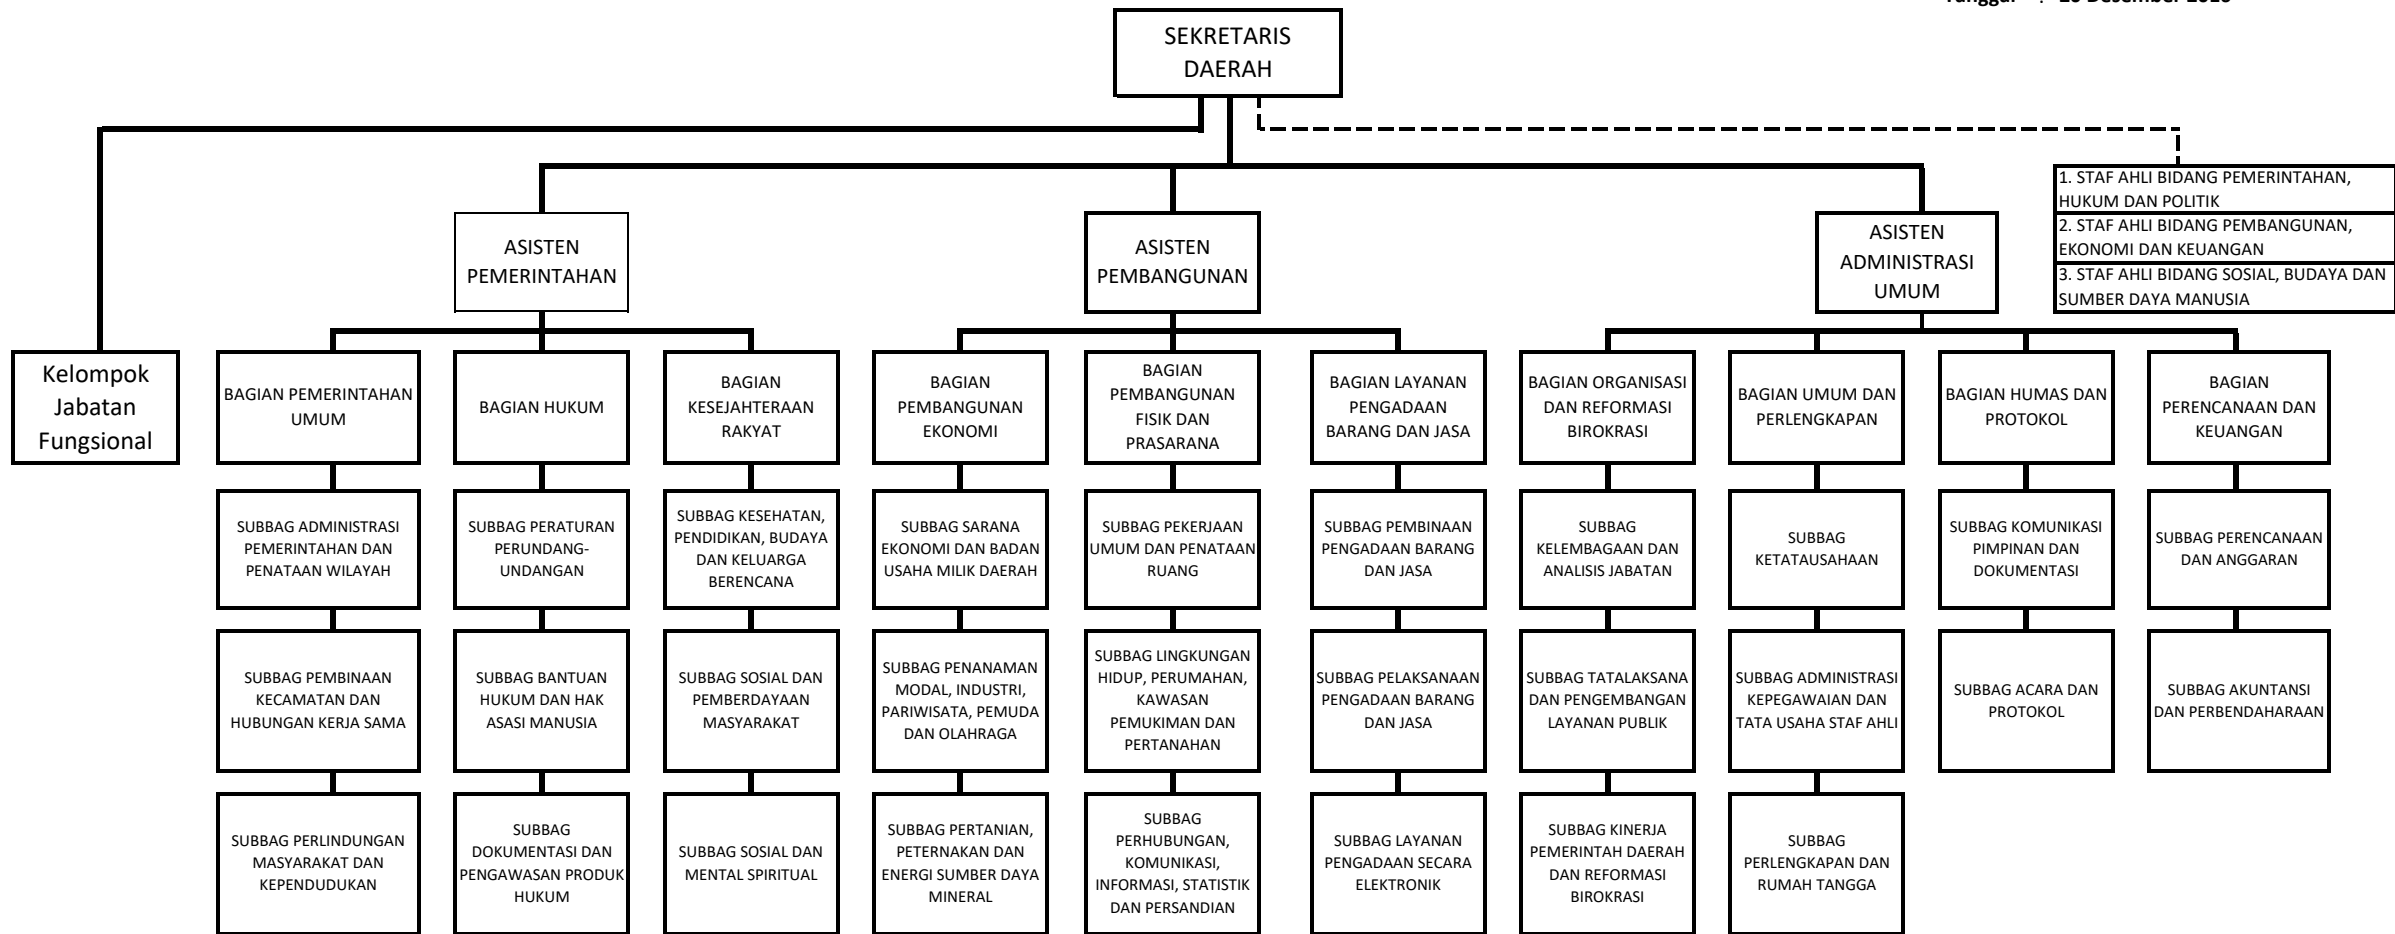 SEKRETARIS
DAERAH
1. STAF AHLI BIDANG PEMERINTAHAN,
HUKUM DAN POLITIK
2. STAF AHLI BIDANG PEMBANGUNAN,
EKONOMI DAN KEUANGAN
3. STAF AHLI BIDANG SOSIAL, BUDAYA DAN
SUMBER DAYA MANUSIA
ASISTEN
PEMERINTAHAN
ASISTEN
PEMBANGUNAN
ASISTEN
ADMINISTRASI
UMUM
Kelompok
Jabatan
Fungsional
BAGIAN PEMERINTAHAN
UMUM
BAGIAN HUKUM
BAGIAN
KESEJAHTERAAN
RAKYAT
BAGIAN
PEMBANGUNAN
EKONOMI
BAGIAN
PEMBANGUNAN
FISIK DAN
PRASARANA
BAGIAN LAYANAN
PENGADAAN
BARANG DAN JASA
BAGIAN ORGANISASI
DAN REFORMASI
BIROKRASI
BAGIAN UMUM DAN
PERLENGKAPAN
BAGIAN HUMAS DAN
PROTOKOL
BAGIAN
PERENCANAAN DAN
KEUANGAN
SUBBAG ADMINISTRASI
PEMERINTAHAN DAN
PENATAAN WILAYAH
SUBBAG PERATURAN
PERUNDANG-
UNDANGAN
SUBBAG KESEHATAN,
PENDIDIKAN, BUDAYA
DAN KELUARGA
BERENCANA
SUBBAG SARANA
EKONOMI DAN BADAN
USAHA MILIK DAERAH
SUBBAG PEKERJAAN
UMUM DAN PENATAAN
RUANG
SUBBAG PEMBINAAN
PENGADAAN BARANG
DAN JASA
SUBBAG
KELEMBAGAAN DAN
ANALISIS JABATAN
SUBBAG
KETATAUSAHAAN
SUBBAG KOMUNIKASI
PIMPINAN DAN
DOKUMENTASI
SUBBAG PERENCANAAN
DAN ANGGARAN
SUBBAG PEMBINAAN
KECAMATAN DAN
HUBUNGAN KERJA SAMA
SUBBAG BANTUAN
HUKUM DAN HAK
ASASI MANUSIA
SUBBAG SOSIAL DAN
PEMBERDAYAAN
MASYARAKAT
SUBBAG PENANAMAN
MODAL, INDUSTRI,
PARIWISATA, PEMUDA
DAN OLAHRAGA
SUBBAG LINGKUNGAN
HIDUP, PERUMAHAN,
KAWASAN
PEMUKIMAN DAN
PERTANAHAN
SUBBAG PELAKSANAAN
PENGADAAN BARANG
DAN JASA
SUBBAG TATALAKSANA
DAN PENGEMBANGAN
LAYANAN PUBLIK
SUBBAG ADMINISTRASI
KEPEGAWAIAN DAN
TATA USAHA STAF AHLI
SUBBAG ACARA DAN
PROTOKOL
SUBBAG AKUNTANSI
DAN PERBENDAHARAAN
SUBBAG PERLINDUNGAN
MASYARAKAT DAN
KEPENDUDUKAN
SUBBAG
DOKUMENTASI DAN
PENGAWASAN PRODUK
HUKUM
SUBBAG SOSIAL DAN
MENTAL SPIRITUAL
SUBBAG PERTANIAN,
PETERNAKAN DAN
ENERGI SUMBER DAYA
MINERAL
SUBBAG
PERHUBUNGAN,
KOMUNIKASI,
INFORMASI, STATISTIK
DAN PERSANDIAN
SUBBAG LAYANAN
PENGADAAN SECARA
ELEKTRONIK
SUBBAG KINERJA
PEMERINTAH DAERAH
DAN REFORMASI
BIROKRASI
SUBBAG
PERLENGKAPAN DAN
RUMAH TANGGA